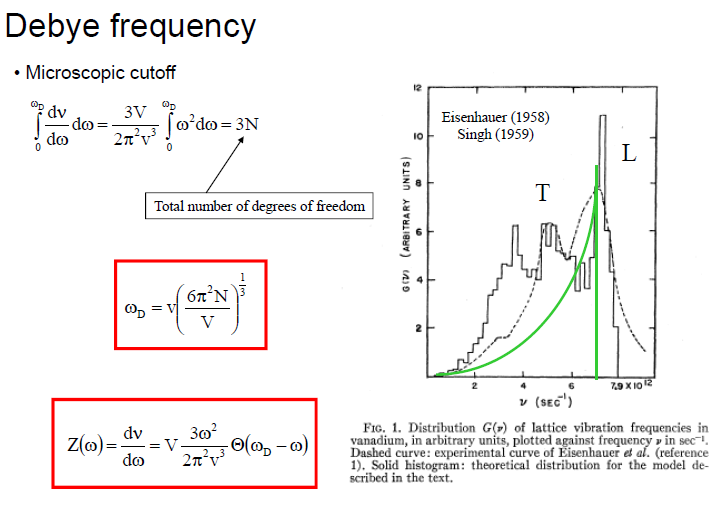 Debye frequency
• Microscopic cutoff
∫₀^ωD dν/dω dω = 3V/2π²v³ ∫₀^ωD ω²dω = 3N
Total number of degrees of freedom
ωD = v(6π²N/V)^1/3
Z(ω) = dν/dω = V 3ω²/2π²v³ Θ(ωD − ω)
Eisenhauer (1958)
Singh (1959)
T
L
G(ν) (ARBITRARY UNITS)
12
10
8
6
4
2
2 4 6 7,9 X 10¹²
ν (SEC⁻¹)
FIG. 1. Distribution G(ν) of lattice vibration frequencies in
vanadium, in arbitrary units, plotted against frequency ν in sec⁻¹.
Dashed curve: experimental curve of Eisenhauer et al. (reference
1). Solid histogram: theoretical distribution for the model de-
scribed in the text.